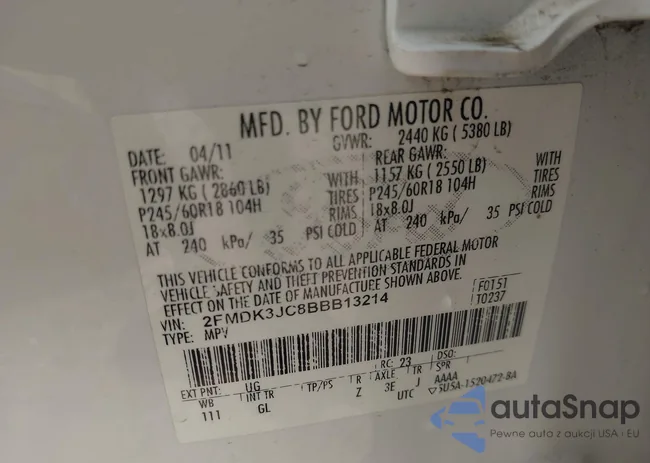 MFD. BY FORD MOTOR CO.
DATE: 04/11 GVWR: 2440 KG ( 5380 LB)
FRONT GAWR: REAR GAWR:
1297 KG ( 2860 LB) WITH 1157 KG ( 2550 LB) WITH
P245/60R18 104H TIRES P245/60R18 104H TIRES
18x8.0J RIMS 18x8.0J RIMS
AT 240 kPa/ 35 PSI COLD AT 240 kPa/ 35 PSI COLD
THIS VEHICLE CONFORMS TO ALL APPLICABLE FEDERAL MOTOR
VEHICLE SAFETY AND THEFT PREVENTION STANDARDS IN
EFFECT ON THE DATE OF MANUFACTURE SHOWN ABOVE.
VIN: 2FMDK3JC8BBB13214
TYPE: MPV
F0151
T0237
EXT PNT: UG RC: 23 DSO:
WB INT TR TP/PS R AXLE TR SPR
111 GL Z 3E J AAAA
UTC 5U5A-1520472-BA
autaSnap
Pewne auto z aukcji USA i EU